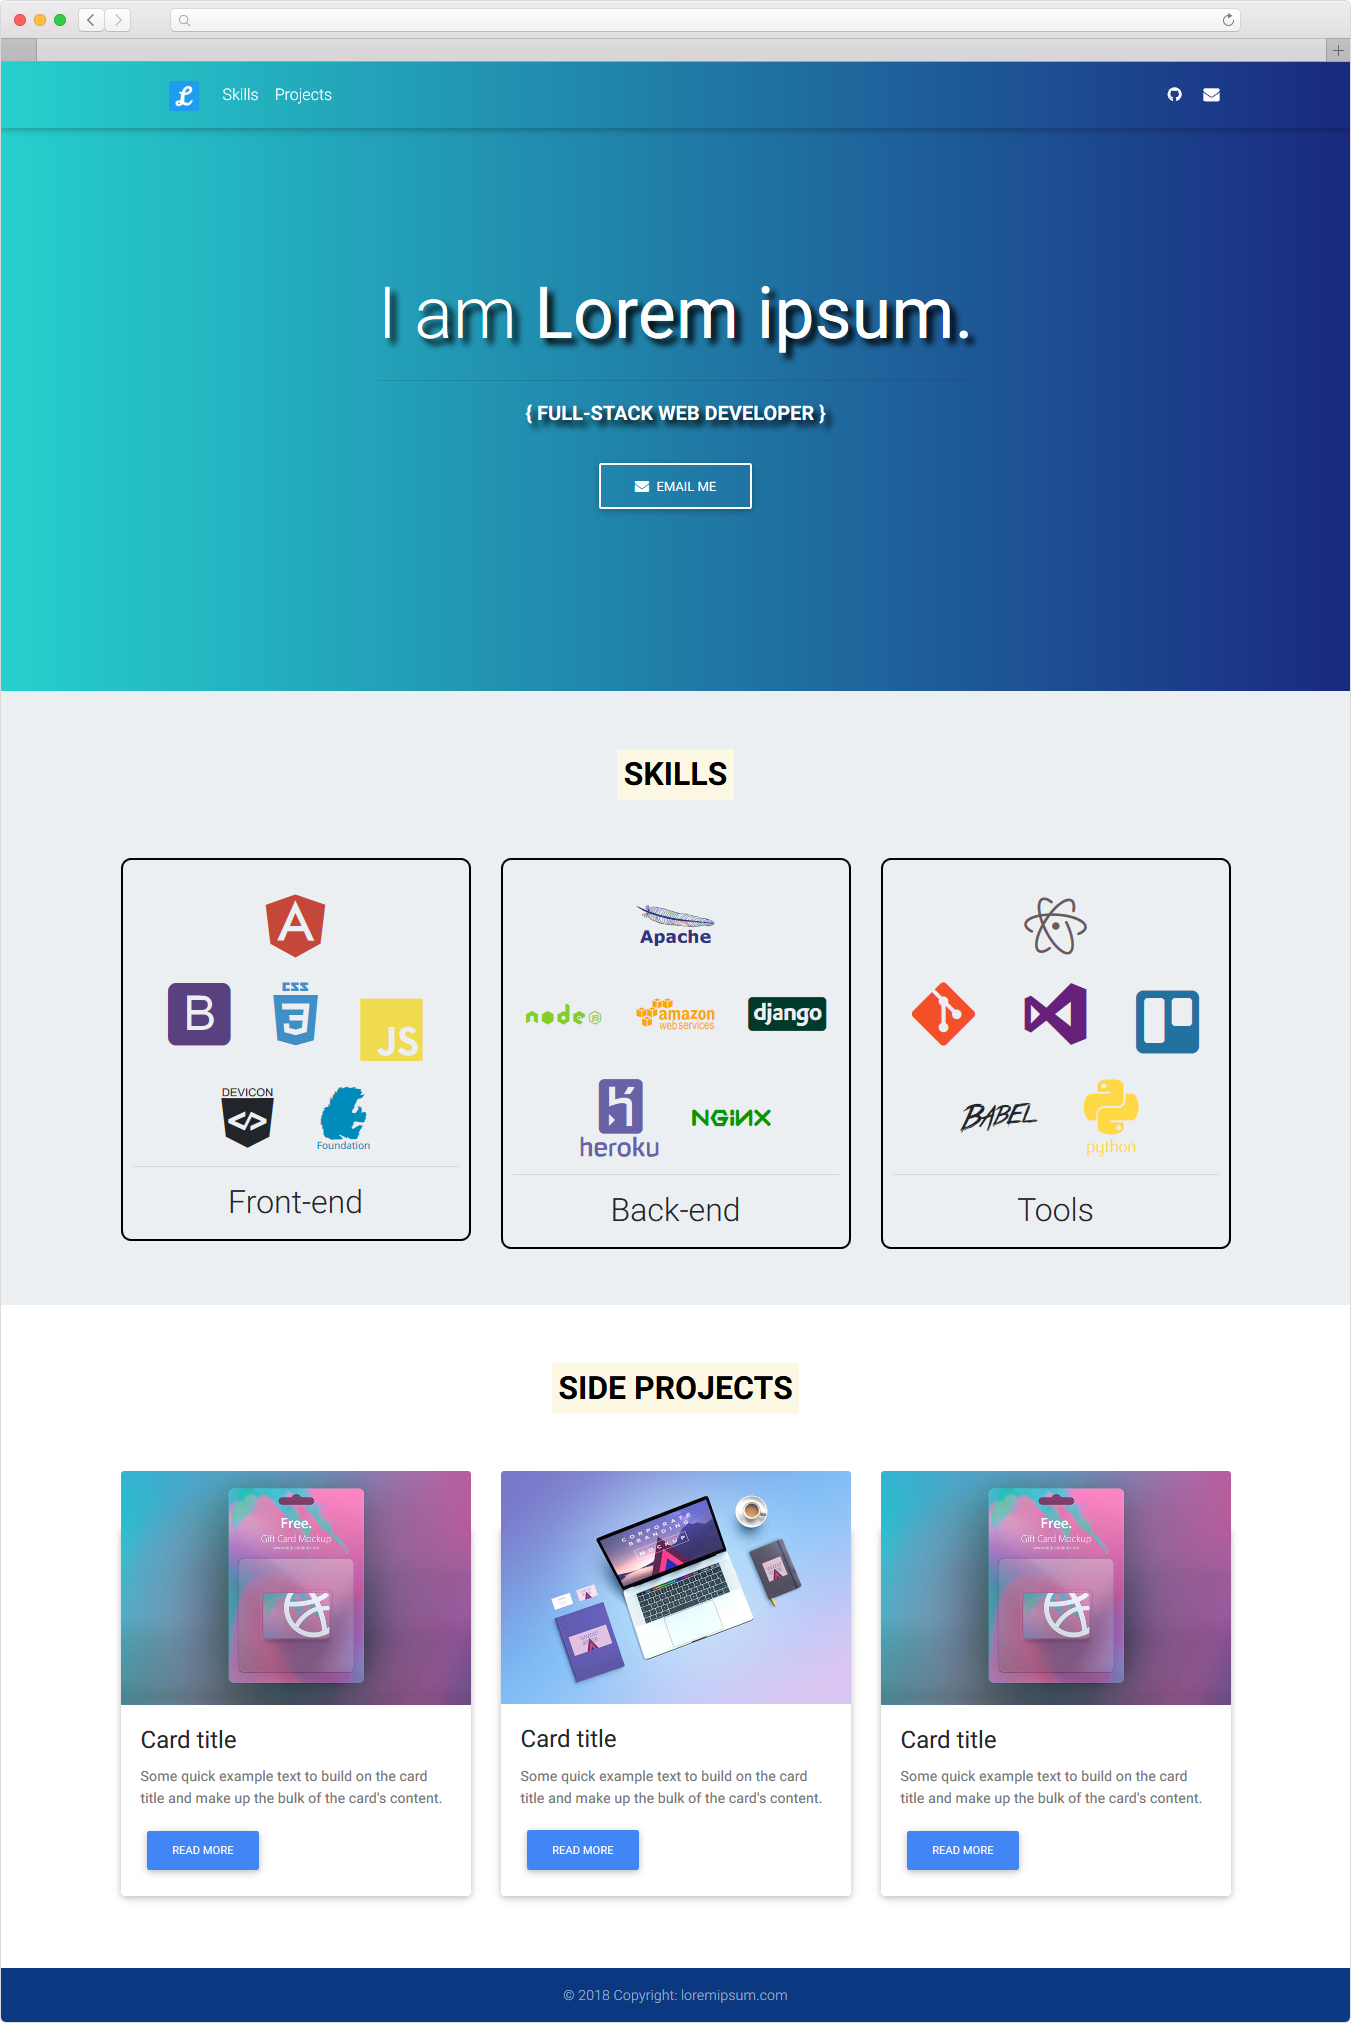 Skills Projects
I am Lorem ipsum.
{ FULL-STACK WEB DEVELOPER }
EMAIL ME
SKILLS
Apache
B
CSS
3
JS
node JS
amazon
web services
django
DEVICON
</>
Foundation
heroku
NGINX
BABEL
python
Front-end
Back-end
Tools
SIDE PROJECTS
Free.
Gift Card Mockup
CORPORATE
BRANDING
MOCKUP
Free.
Gift Card Mockup
Card title
Some quick example text to build on the card
title and make up the bulk of the card's content.
READ MORE
Card title
Some quick example text to build on the card
title and make up the bulk of the card's content.
READ MORE
Card title
Some quick example text to build on the card
title and make up the bulk of the card's content.
READ MORE
© 2018 Copyright: loremipsum.com